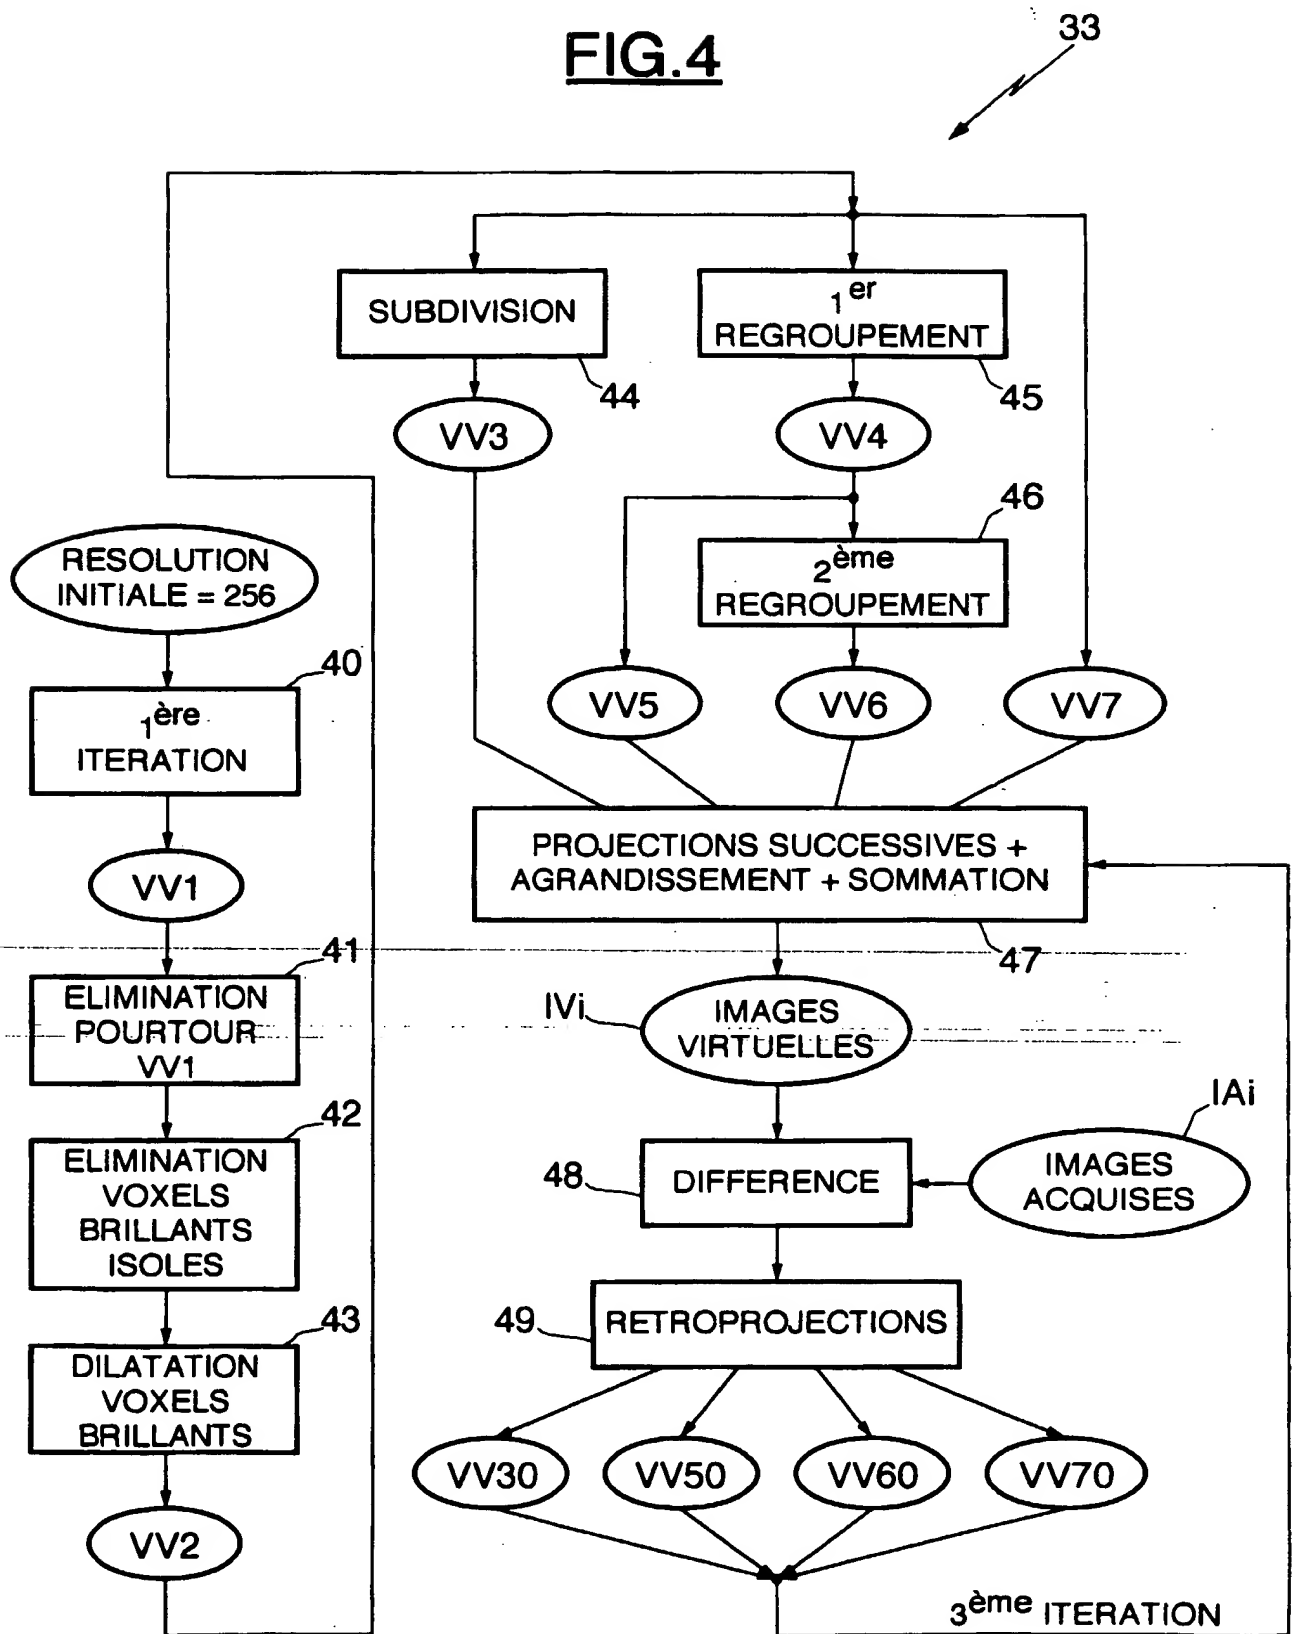 FIG.4
33
SUBDIVISION
44
1er
REGROUPEMENT
45
VV3
VV4
46
2ème
REGROUPEMENT
RESOLUTION
INITIALE = 256
40
1ère
ITERATION
VV5
VV6
VV7
VV1
PROJECTIONS SUCCESSIVES +
AGRANDISSEMENT + SOMMATION
47
41
ELIMINATION
POURTOUR
VV1
IVi
IMAGES
VIRTUELLES
42
ELIMINATION
VOXELS
BRILLANTS
ISOLES
48
DIFFERENCE
IAi
IMAGES
ACQUISES
43
DILATATION
VOXELS
BRILLANTS
49
RETROPROJECTIONS
VV30
VV50
VV60
VV70
VV2
3ème ITERATION